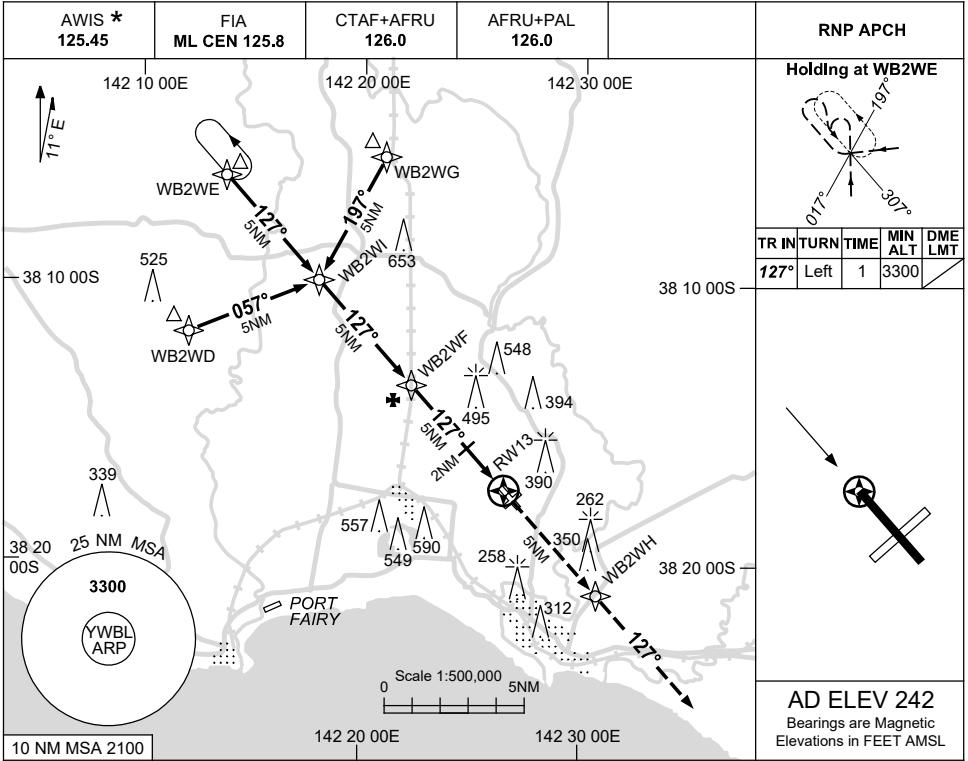 AWIS *
125.45
FIA
ML CEN 125.8
CTAF+AFRU
126.0
AFRU+PAL
126.0
RNP APCH
142 10 00E
142 20 00E
142 30 00E
11° E
WB2WE
WB2WG
127°
5NM
197°
5NM
WB2WI
653
525
38 10 00S
38 10 00S
057°
5NM
WB2WD
127°
5NM
WB2WF
548
495
394
127°
5NM
2NM
RW13
390
339
557
549
590
262
350
5NM
WB2WH
258
312
38 20
00S
38 20 00S
25 NM MSA
3300
YWBL
ARP
PORT
FAIRY
127°
Scale 1:500,000
0
5NM
10 NM MSA 2100
142 20 00E
142 30 00E
Holding at WB2WE
197°
017°
307°
TR IN TURN TIME MIN ALT DME LMT
127° Left 1 3300
AD ELEV 242
Bearings are Magnetic
Elevations in FEET AMSL